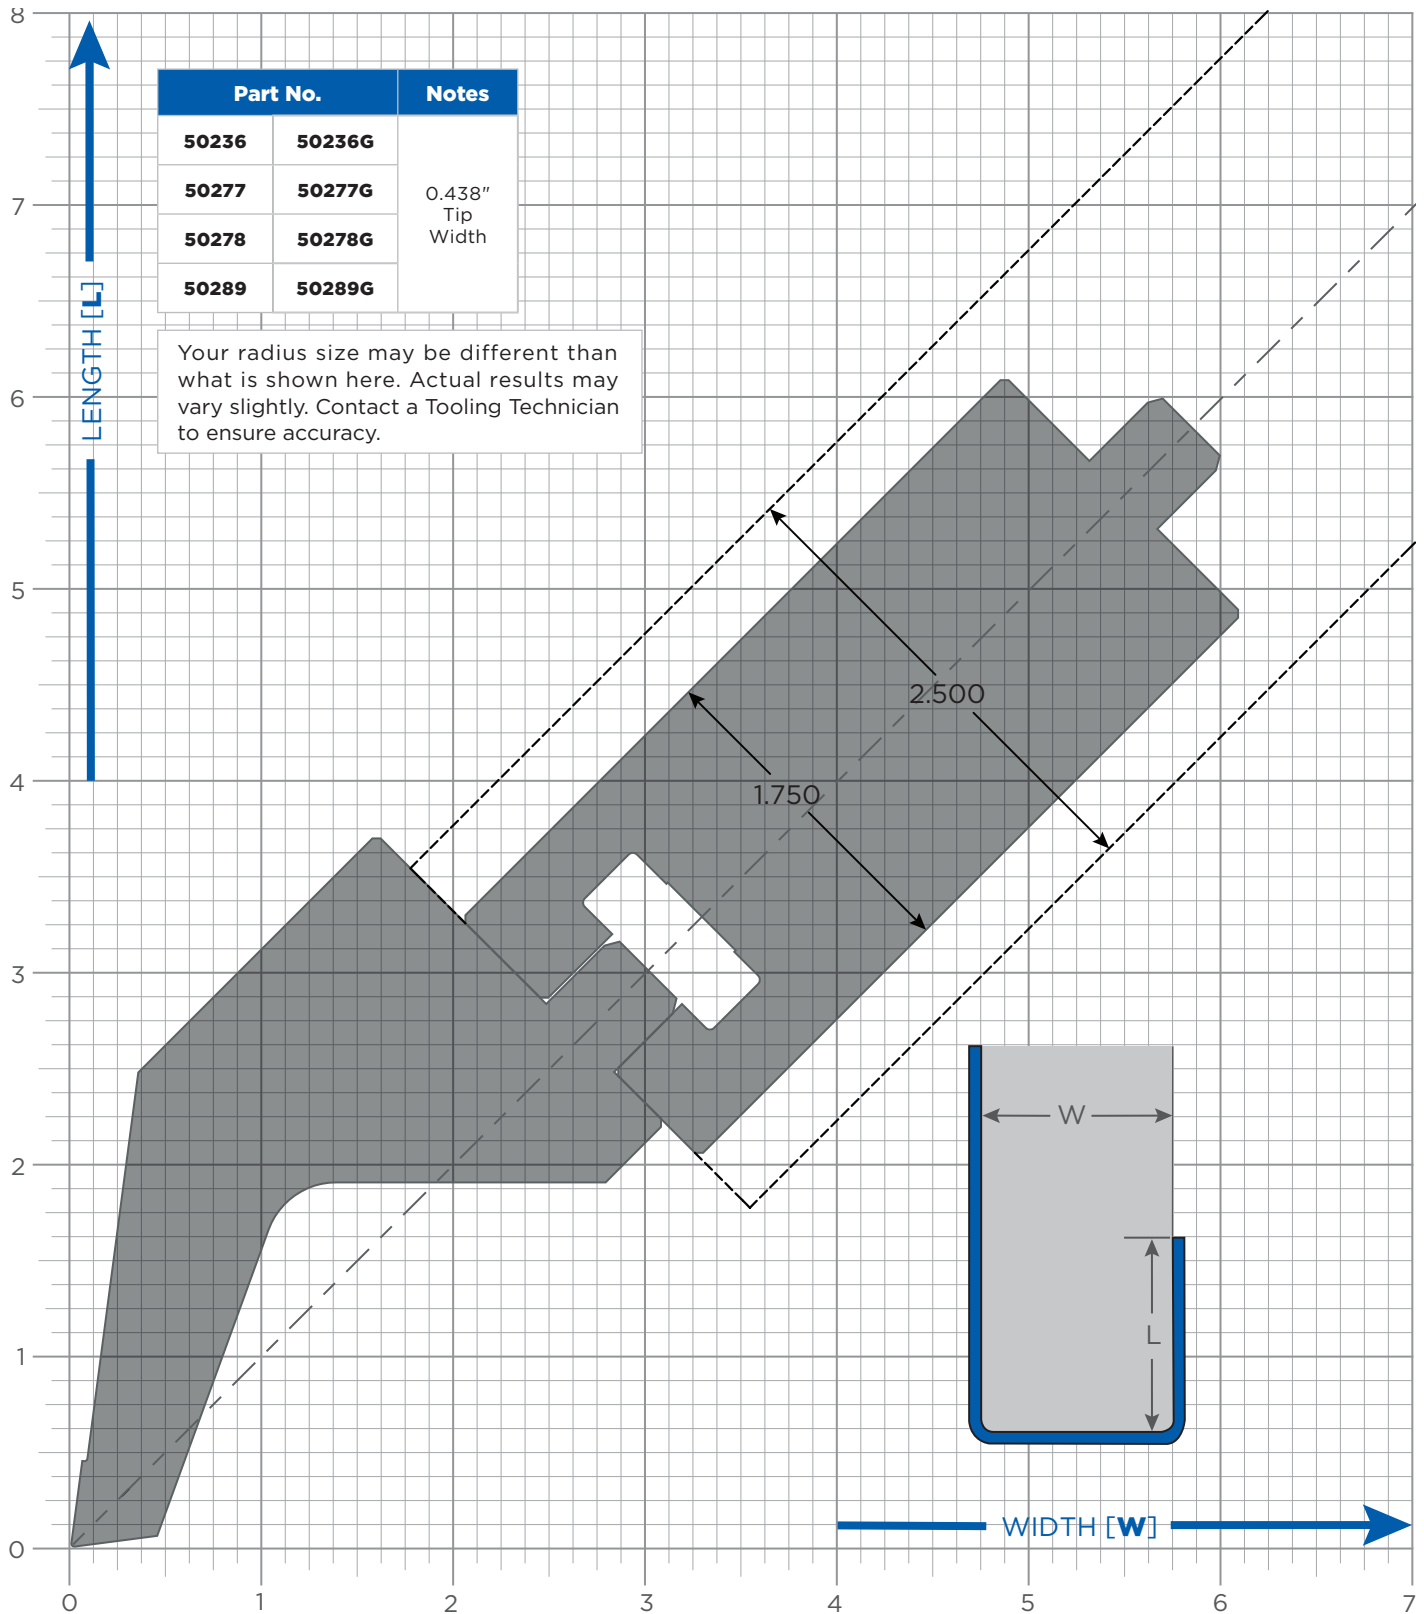 8
Part No. Notes
50236 50236G
50277 50277G
50278 50278G
50289 50289G
0.438"
Tip
Width
7
LENGTH [L]
Your radius size may be different than
what is shown here. Actual results may
vary slightly. Contact a Tooling Technician
to ensure accuracy.
6
5
2.500
1.750
4
3
W
2
L
1
WIDTH [W]
0
0 1 2 3 4 5 6 7